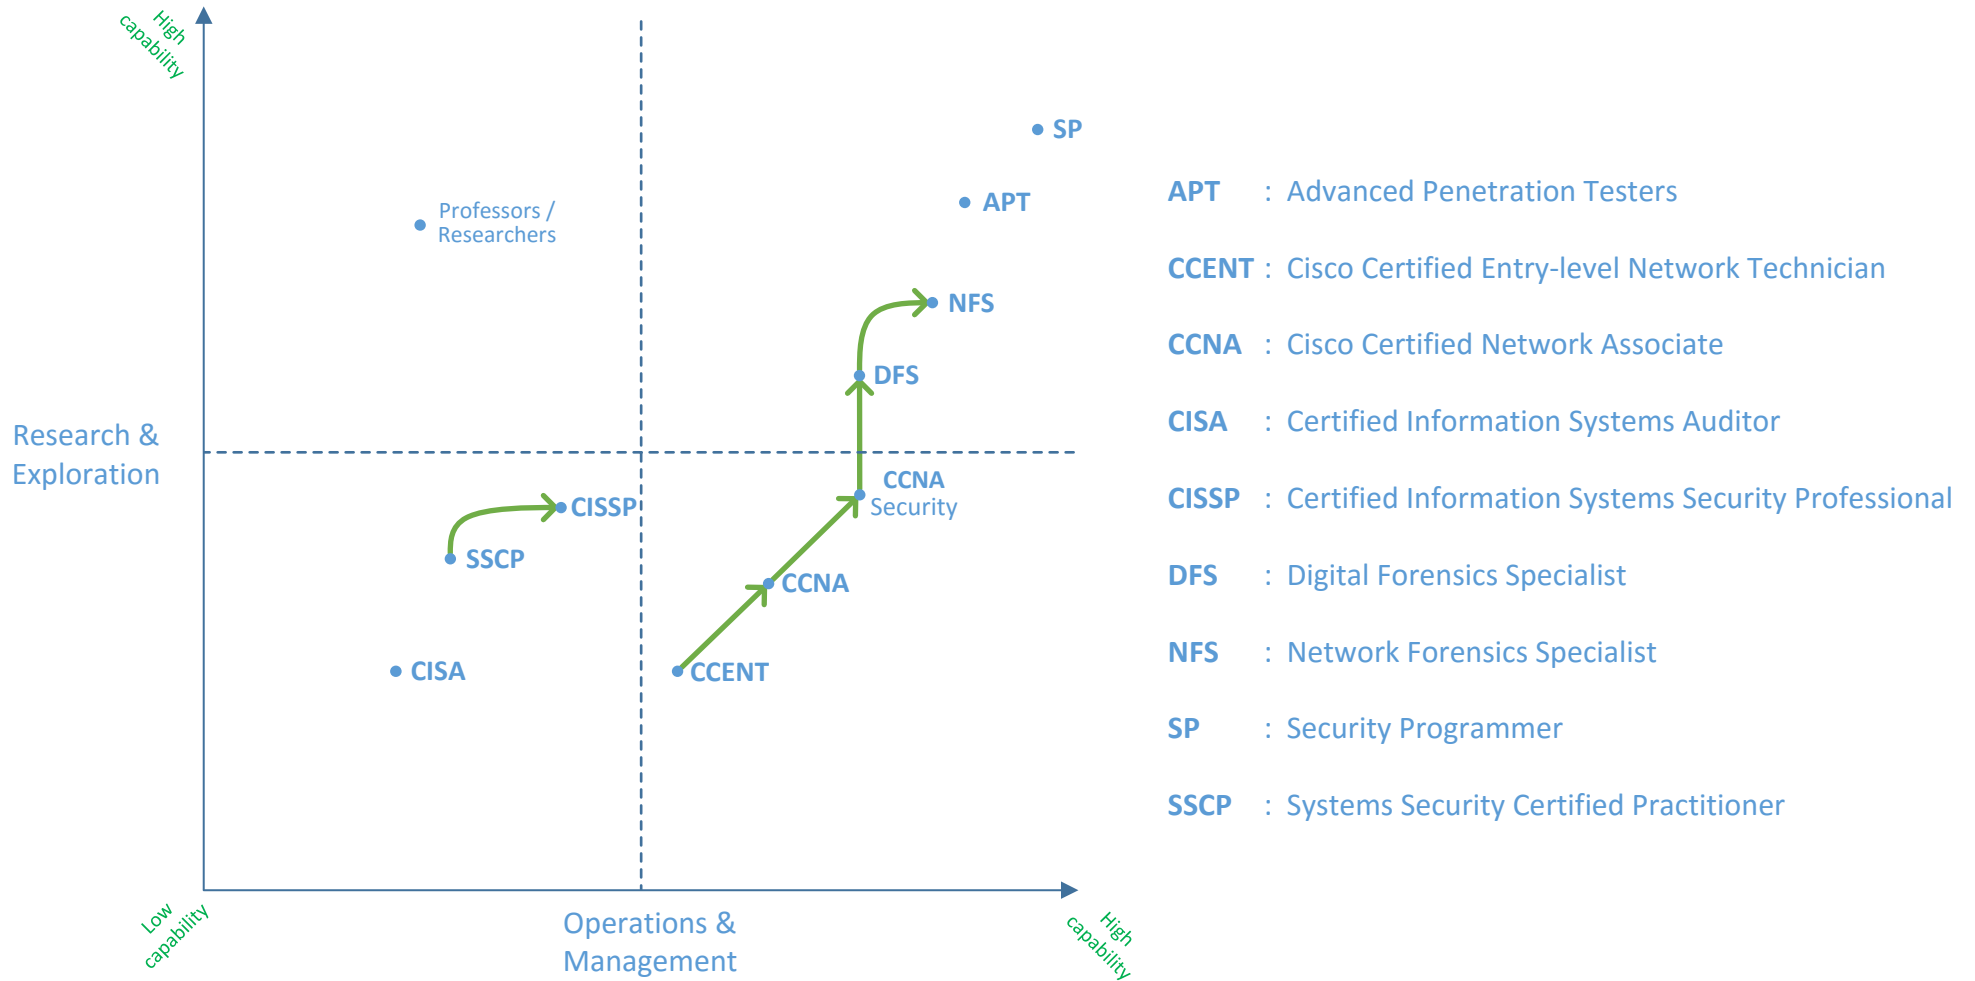 High
capability
SP
APT
Professors /
Researchers
NFS
DFS
Research &
Exploration
CCNA
Security
CISSP
SSCP
CCNA
CISA
CCENT
Low
capability
Operations &
Management
High
capability
APT : Advanced Penetration Testers
CCENT : Cisco Certified Entry-level Network Technician
CCNA : Cisco Certified Network Associate
CISA : Certified Information Systems Auditor
CISSP : Certified Information Systems Security Professional
DFS : Digital Forensics Specialist
NFS : Network Forensics Specialist
SP : Security Programmer
SSCP : Systems Security Certified Practitioner